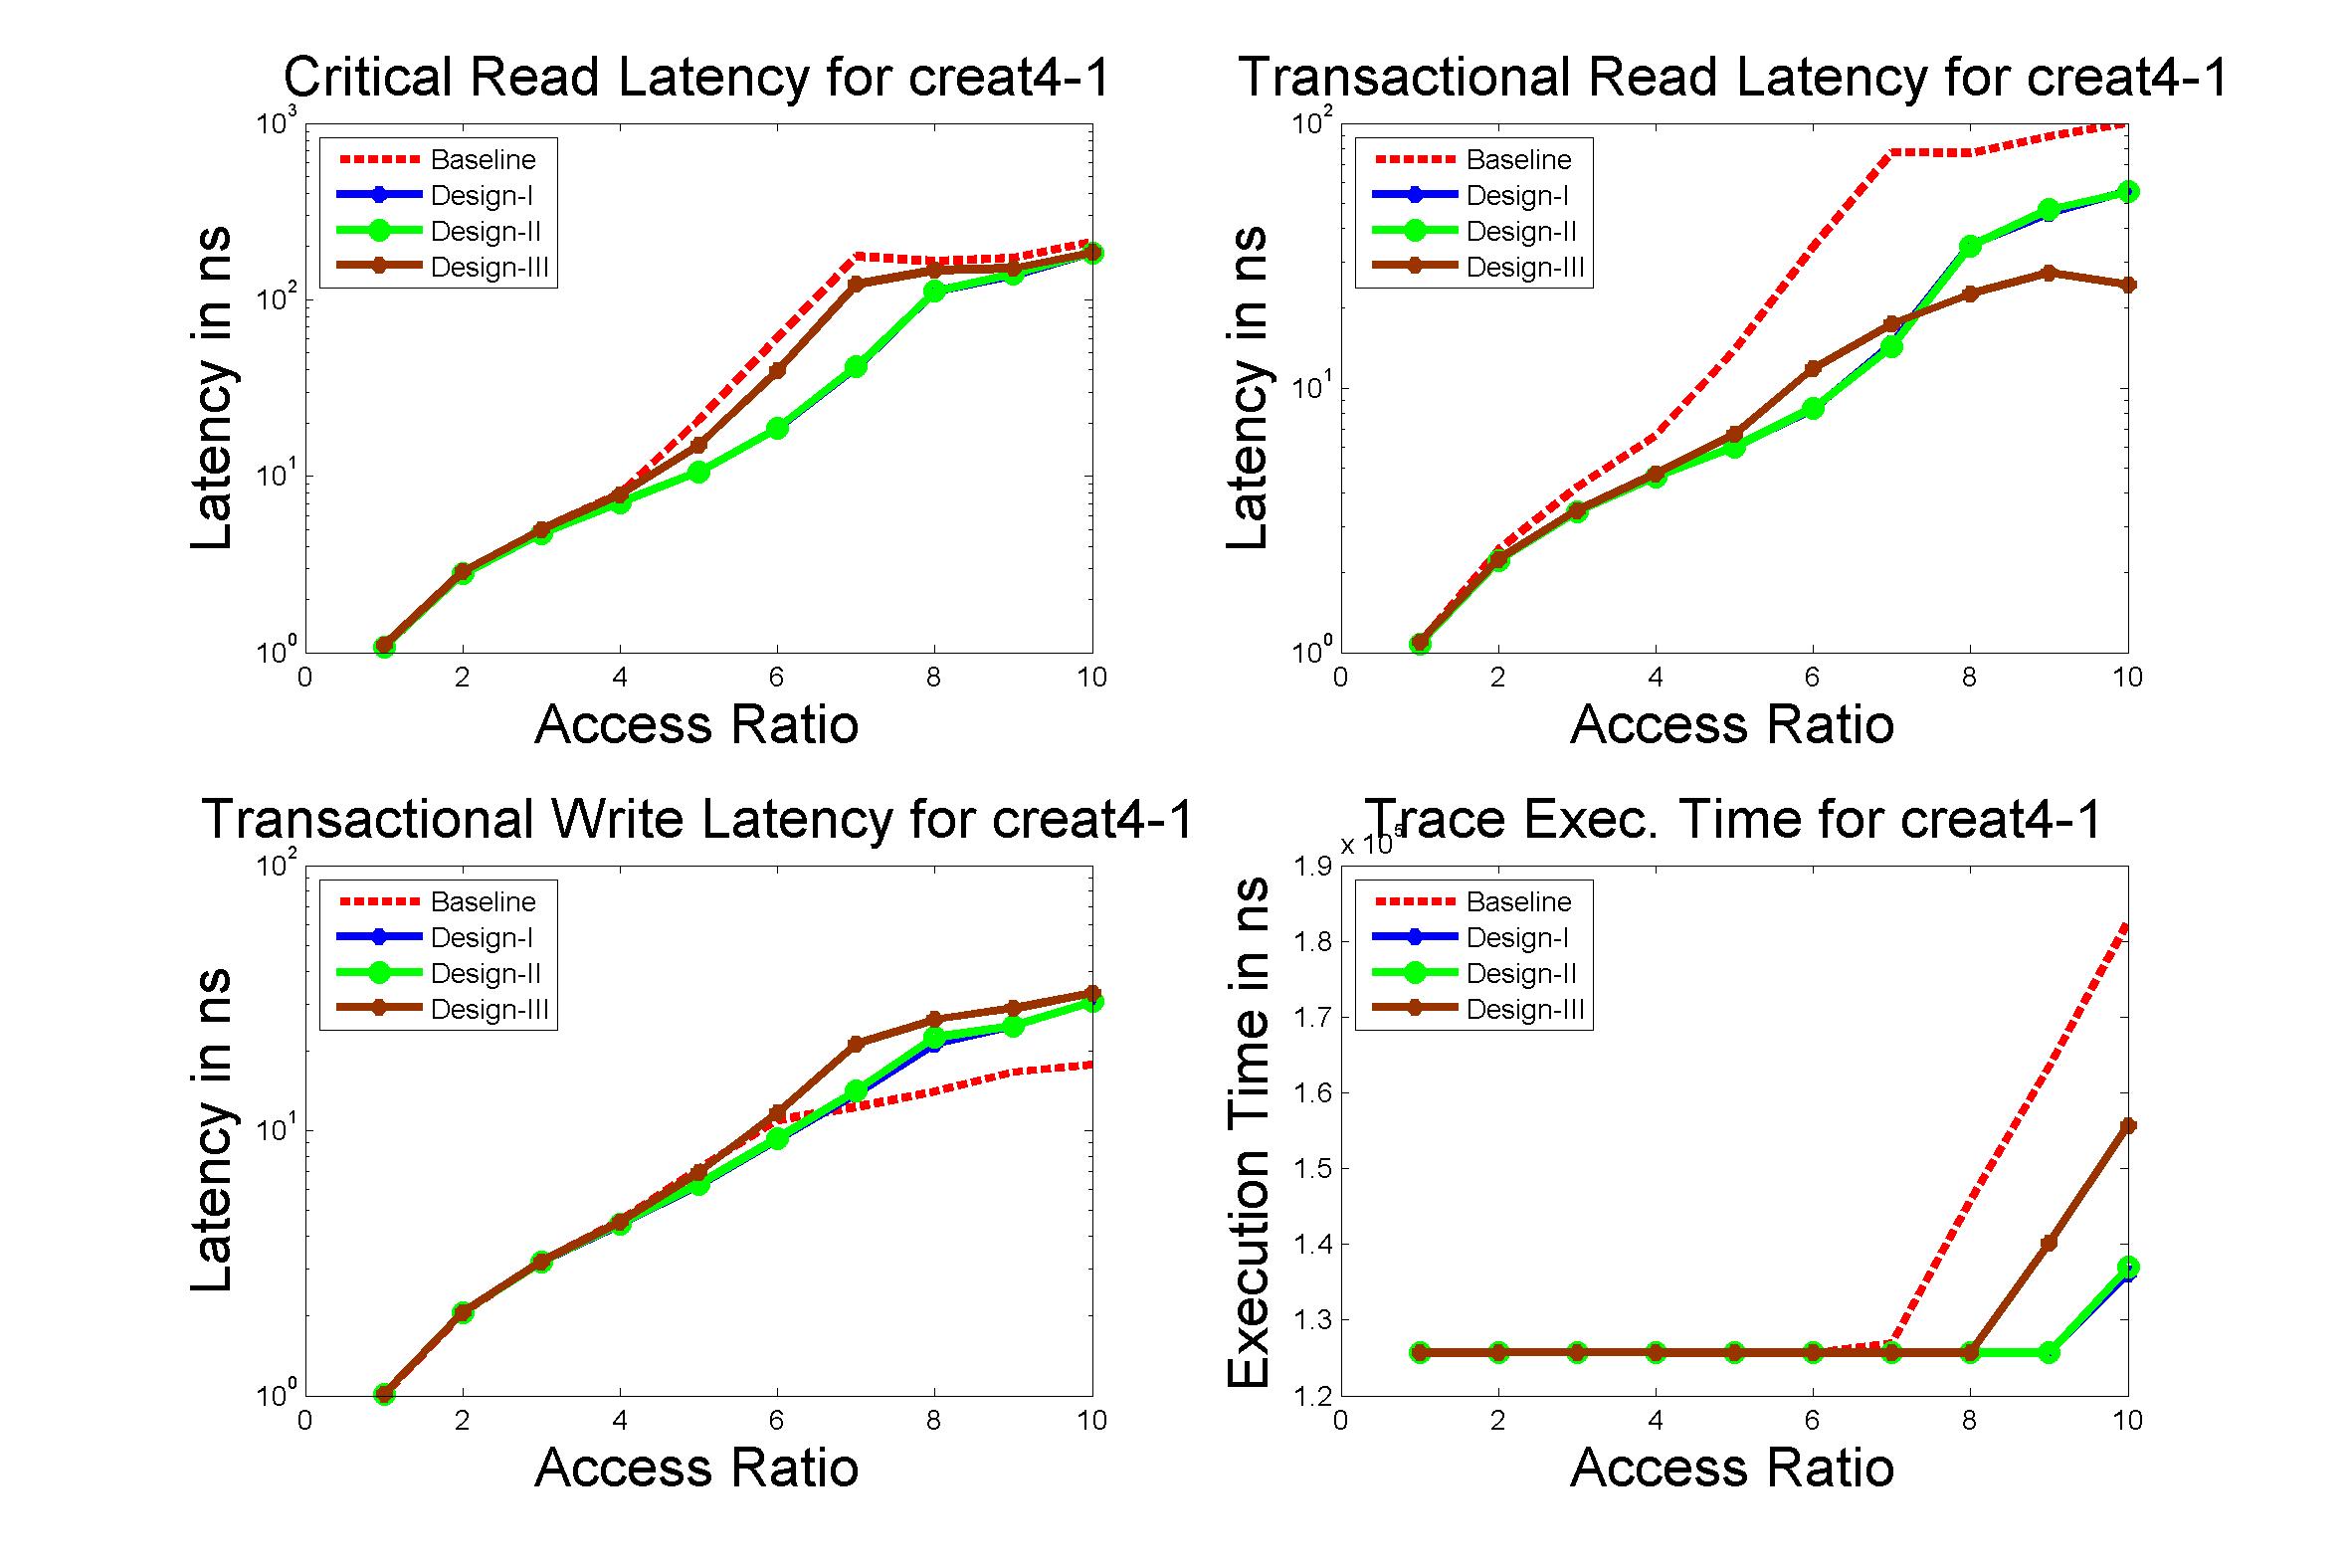 Critical Read Latency for creat4-1
10^3
10^2
10^1
10^0
Latency in ns
Baseline
Design-I
Design-II
Design-III
0 2 4 6 8 10
Access Ratio
Transactional Read Latency for creat4-1
10^2
10^1
10^0
Latency in ns
Baseline
Design-I
Design-II
Design-III
0 2 4 6 8 10
Access Ratio
Transactional Write Latency for creat4-1
10^2
10^1
10^0
Latency in ns
Baseline
Design-I
Design-II
Design-III
0 2 4 6 8 10
Access Ratio
Trace Exec. Time for creat4-1
x 10^5
1.9
1.8
1.7
1.6
1.5
1.4
1.3
1.2
Execution Time in ns
Baseline
Design-I
Design-II
Design-III
0 2 4 6 8 10
Access Ratio